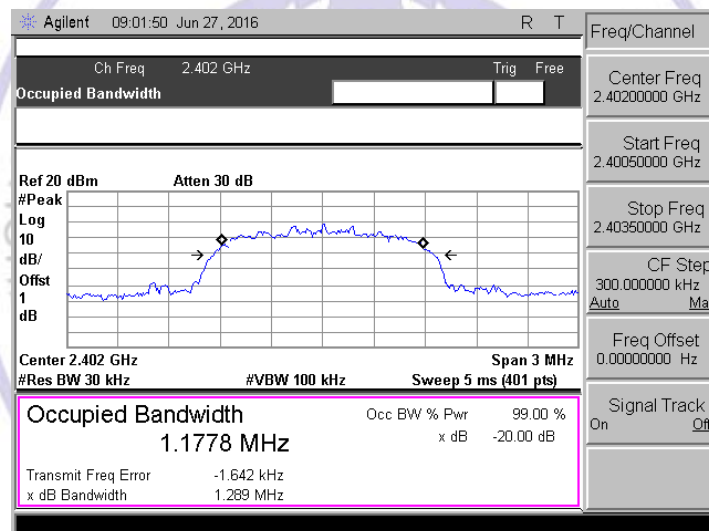 Agilent 09:01:50 Jun 27, 2016 R T
Freq/Channel
Ch Freq 2.402 GHz Trig Free
Occupied Bandwidth
Center Freq
2.40200000 GHz
Start Freq
2.40050000 GHz
Stop Freq
2.40350000 GHz
CF Step
300.000000 kHz
Auto Ma
Freq Offset
0.00000000 Hz
Signal Track
On Off
Ref 20 dBm Atten 30 dB
#Peak
Log
10
dB/
Offst
1
dB
Center 2.402 GHz Span 3 MHz
#Res BW 30 kHz #VBW 100 kHz Sweep 5 ms (401 pts)
Occupied Bandwidth Occ BW % Pwr 99.00 %
1.1778 MHz x dB -20.00 dB
Transmit Freq Error -1.642 kHz
x dB Bandwidth 1.289 MHz